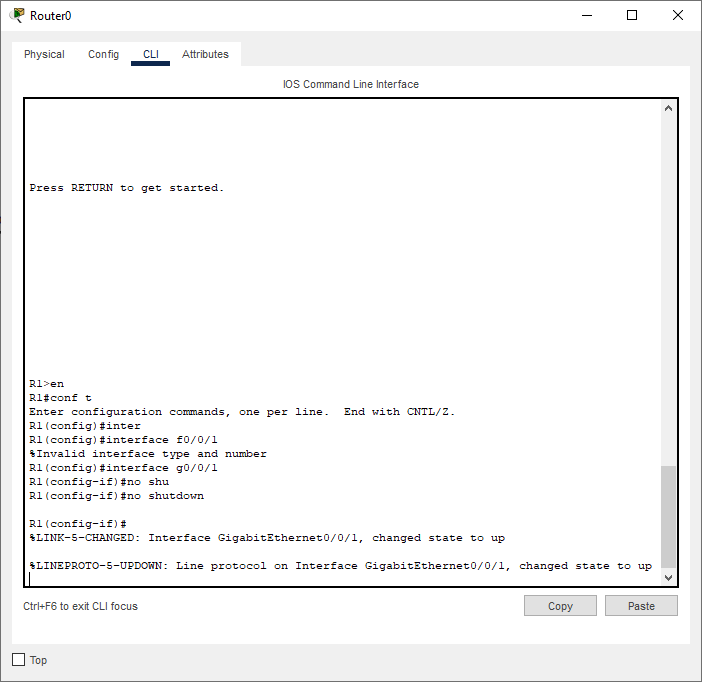 Router0
Physical Config CLI Attributes
IOS Command Line Interface
Press RETURN to get started.
R1>en
R1#conf t
Enter configuration commands, one per line.  End with CNTL/Z.
R1(config)#inter
R1(config)#interface f0/0/1
%Invalid interface type and number
R1(config)#interface g0/0/1
R1(config-if)#no shu
R1(config-if)#no shutdown
R1(config-if)#
%LINK-5-CHANGED: Interface GigabitEthernet0/0/1, changed state to up
%LINEPROTO-5-UPDOWN: Line protocol on Interface GigabitEthernet0/0/1, changed state to up
Ctrl+F6 to exit CLI focus
Copy Paste
Top